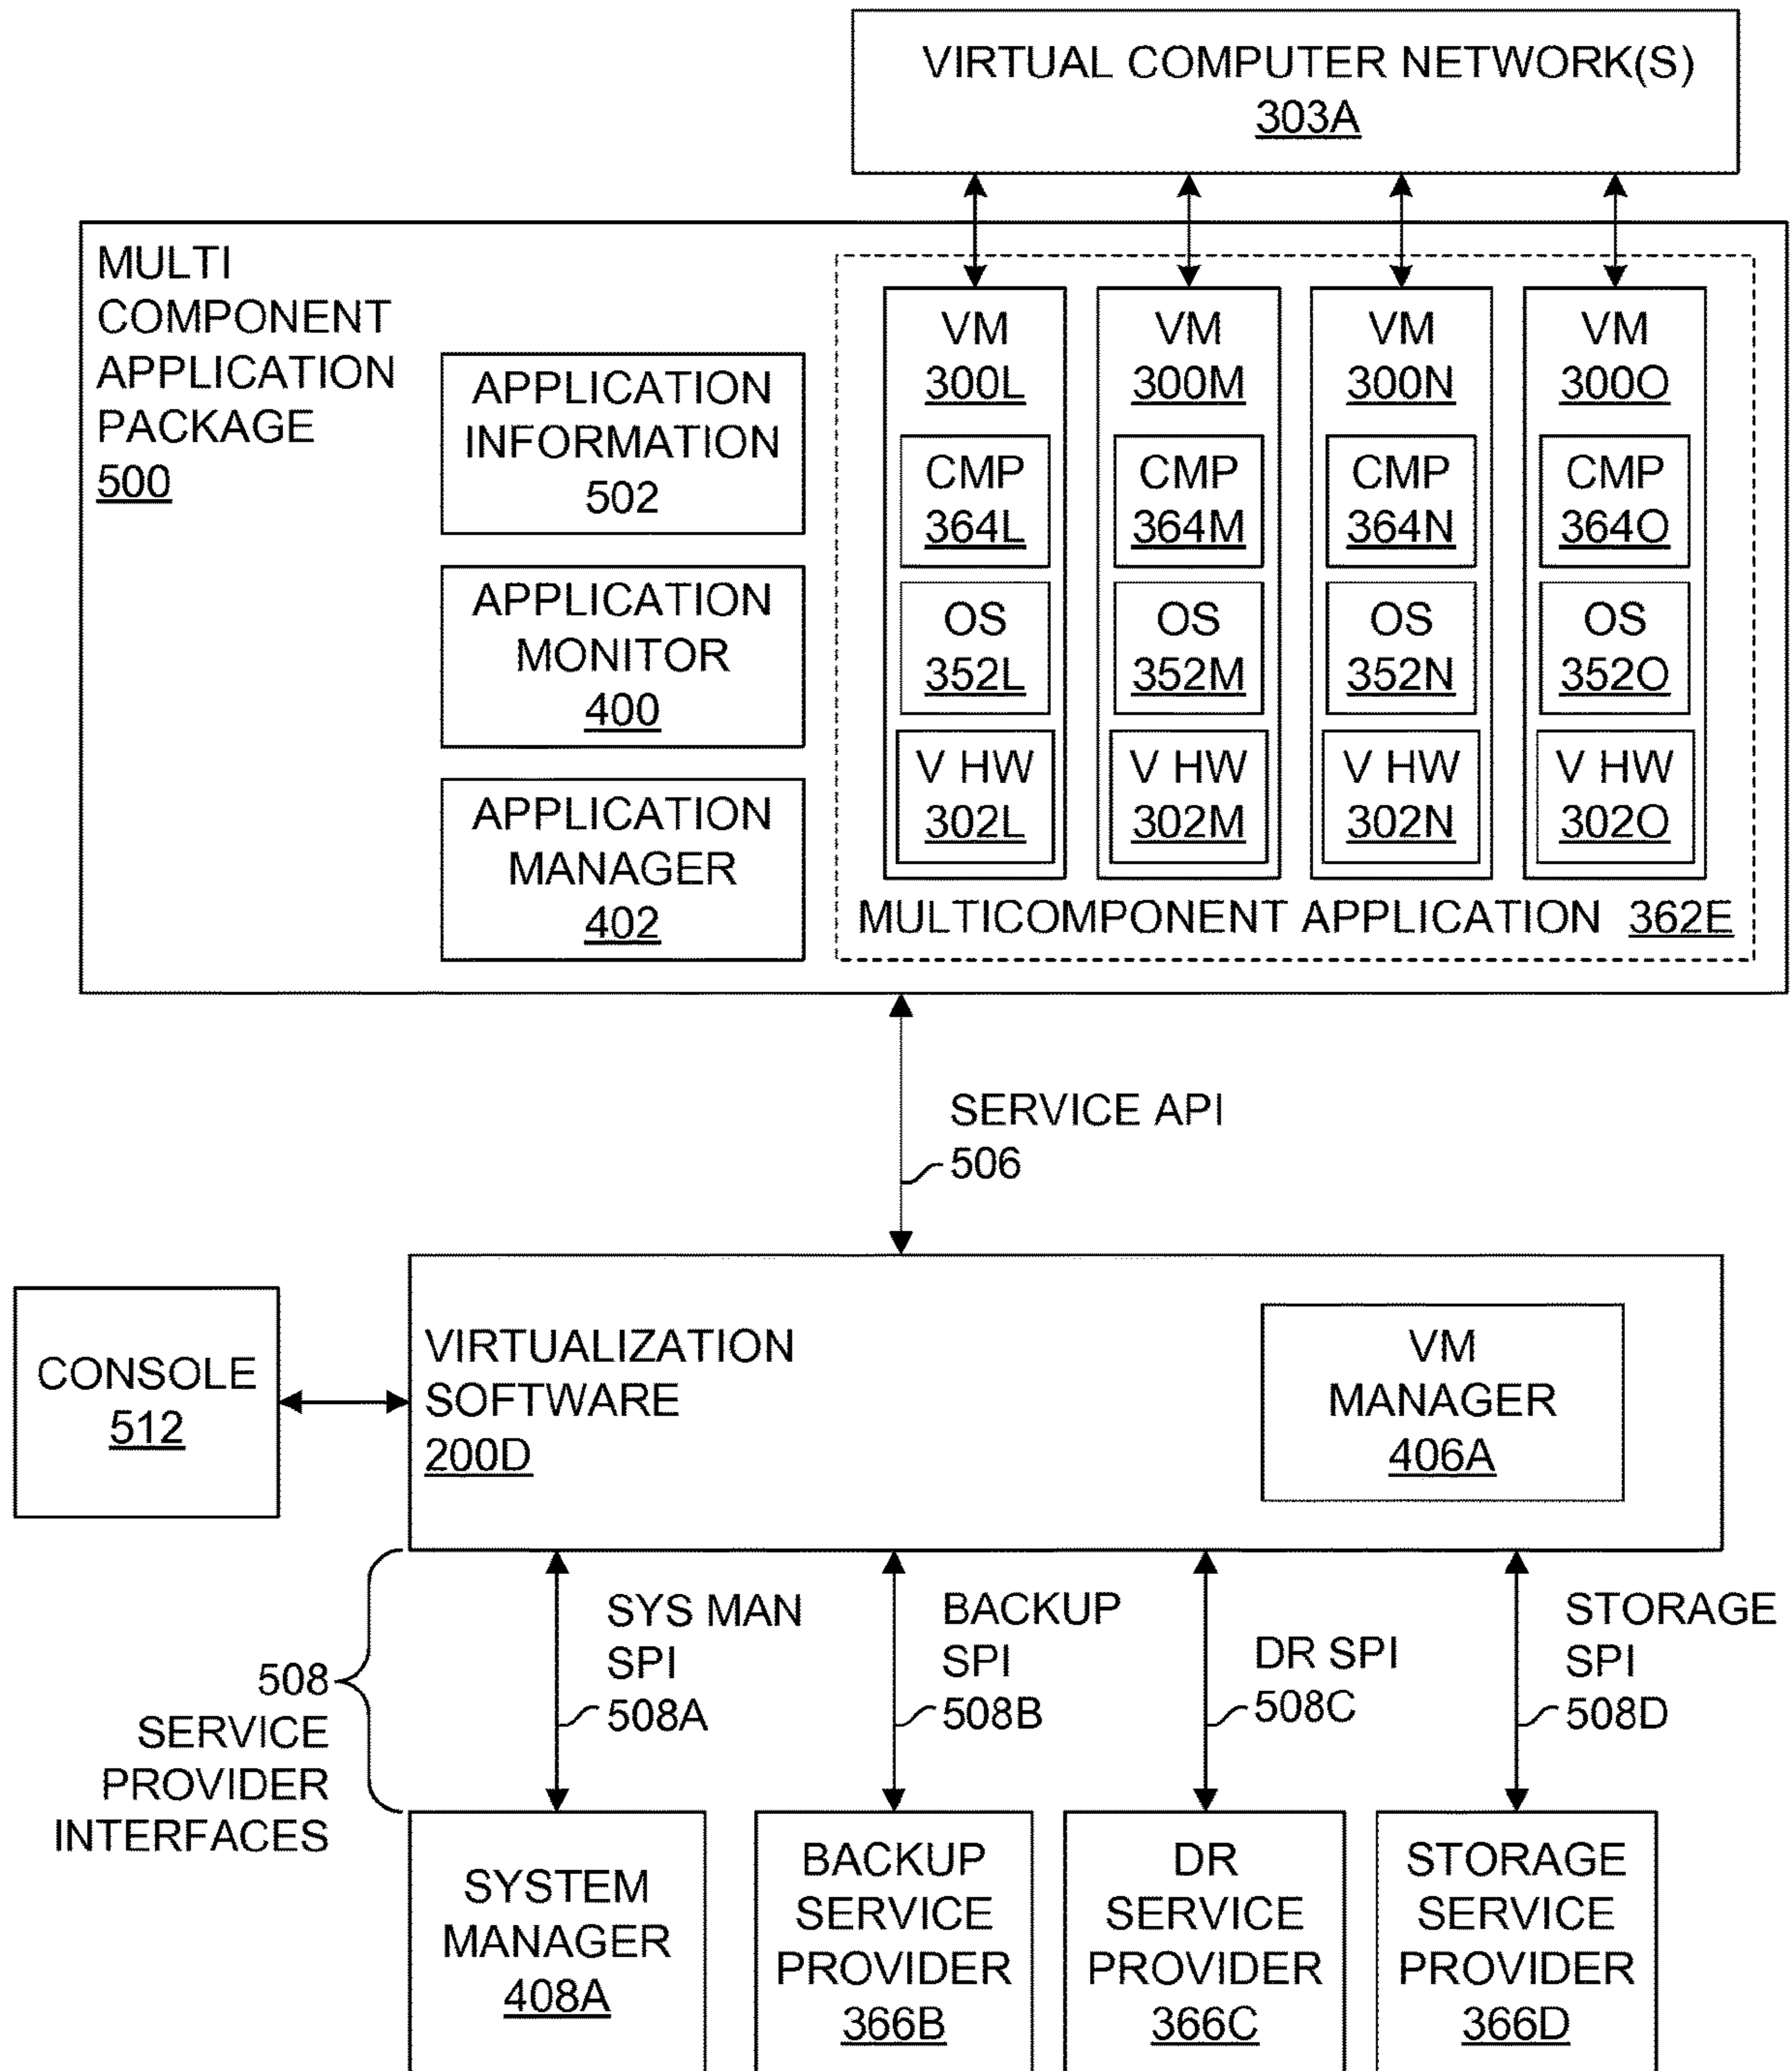 VIRTUAL COMPUTER NETWORK(S)
303A
MULTI
COMPONENT
APPLICATION
PACKAGE
500
APPLICATION
INFORMATION
502
APPLICATION
MONITOR
400
APPLICATION
MANAGER
402
VM
300L
CMP
364L
OS
352L
V HW
302L
VM
300M
CMP
364M
OS
352M
V HW
302M
VM
300N
CMP
364N
OS
352N
V HW
302N
VM
300O
CMP
364O
OS
352O
V HW
302O
MULTICOMPONENT APPLICATION 362E
SERVICE API
506
CONSOLE
512
VIRTUALIZATION
SOFTWARE
200D
VM
MANAGER
406A
508
SERVICE
PROVIDER
INTERFACES
SYS MAN
SPI
508A
BACKUP
SPI
508B
DR SPI
508C
STORAGE
SPI
508D
SYSTEM
MANAGER
408A
BACKUP
SERVICE
PROVIDER
366B
DR
SERVICE
PROVIDER
366C
STORAGE
SERVICE
PROVIDER
366D